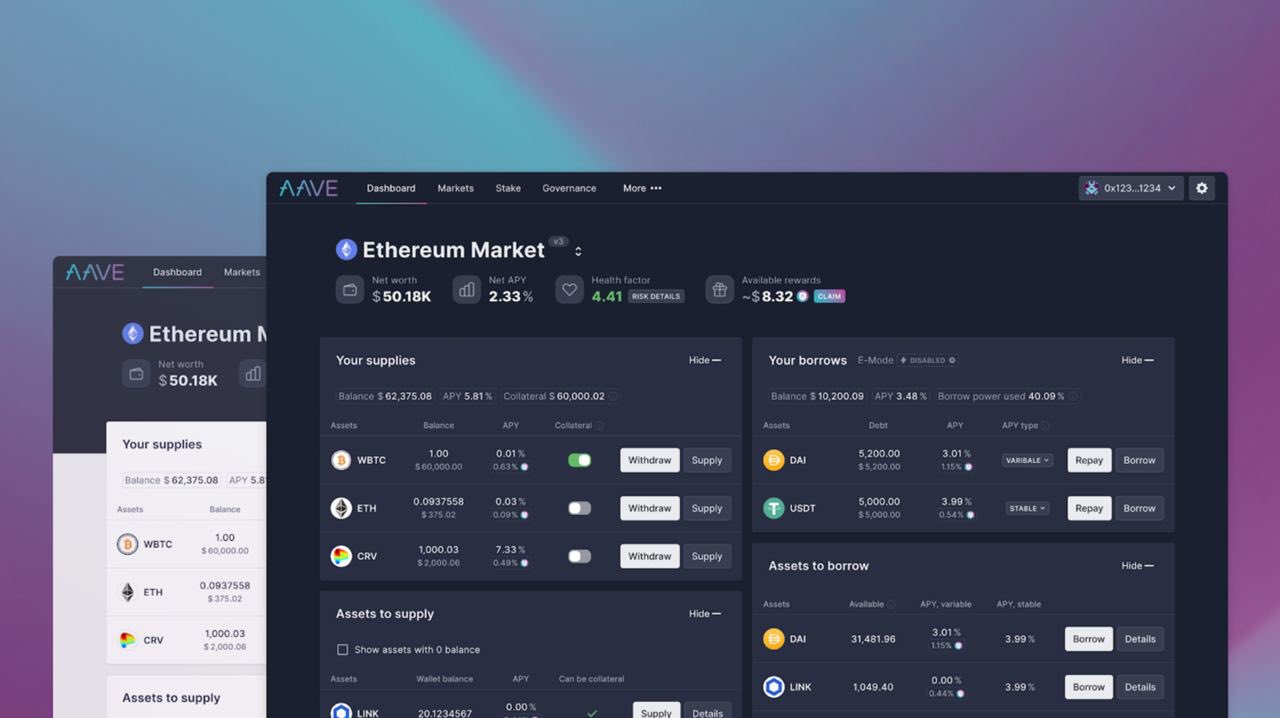 AAVE Dashboard Markets Stake Governance More ••• 0x123...1234
Ethereum Market v3
Net worth Net APY Health factor Available rewards
$ 50.18K 2.33 % 4.41 RISK DETAILS ~$ 8.32 CLAIM
Your supplies Hide —
Balance $ 62,375.08 APY 5.81 % Collateral $ 60,000.02
Assets Balance APY Collateral
WBTC 1.00 0.01 % Withdraw Supply
$ 60,000.00 0.63 %
ETH 0.0937558 0.03 % Withdraw Supply
$ 375.02 0.09 %
CRV 1,000.03 7.33 % Withdraw Supply
$ 2,000.06 0.49 %
Assets to supply Hide —
Show assets with 0 balance
Assets Wallet balance APY Can be collateral
LINK 20.1234567 0.00 % Supply Details
Your borrows E-Mode DISABLED Hide —
Balance $ 10,200.09 APY 3.48 % Borrow power used 40.09 %
Assets Debt APY APY type
DAI 5,200.00 3.01 % VARIBALE Repay Borrow
$ 5,200.00 1.15 %
USDT 5,000.00 3.99 % STABLE Repay Borrow
$ 5,000.00 0.54 %
Assets to borrow Hide —
Assets Available APY, variable APY, stable
DAI 31,481.96 3.01 % 3.99 % Borrow Details
1.15 %
LINK 1,049.40 0.00 % 3.99 % Borrow Details
0.44 %
AAVE Dashboard Markets
Ethereum
Net worth
$ 50.18K
Your supplies
Balance $ 62,375.08 APY
Assets Balance
WBTC 1.00
$ 60,000.00
ETH 0.0937558
$ 375.02
CRV 1,000.03
$ 2,000.06
Assets to supply